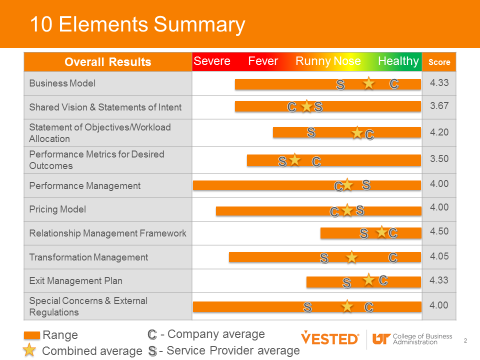 10 Elements Summary
Overall Results Severe Fever Runny Nose Healthy Score
Business Model S C 4.33
Shared Vision & Statements of Intent C S 3.67
Statement of Objectives/Workload
Allocation S C 4.20
Performance Metrics for Desired
Outcomes S C 3.50
Performance Management C S 4.00
Pricing Model C S 4.00
Relationship Management Framework S C 4.50
Transformation Management S C 4.05
Exit Management Plan S C 4.33
Special Concerns & External
Regulations S C 4.00
Range C - Company average
Combined average S - Service Provider average
VESTED UT College of Business
Administration 2